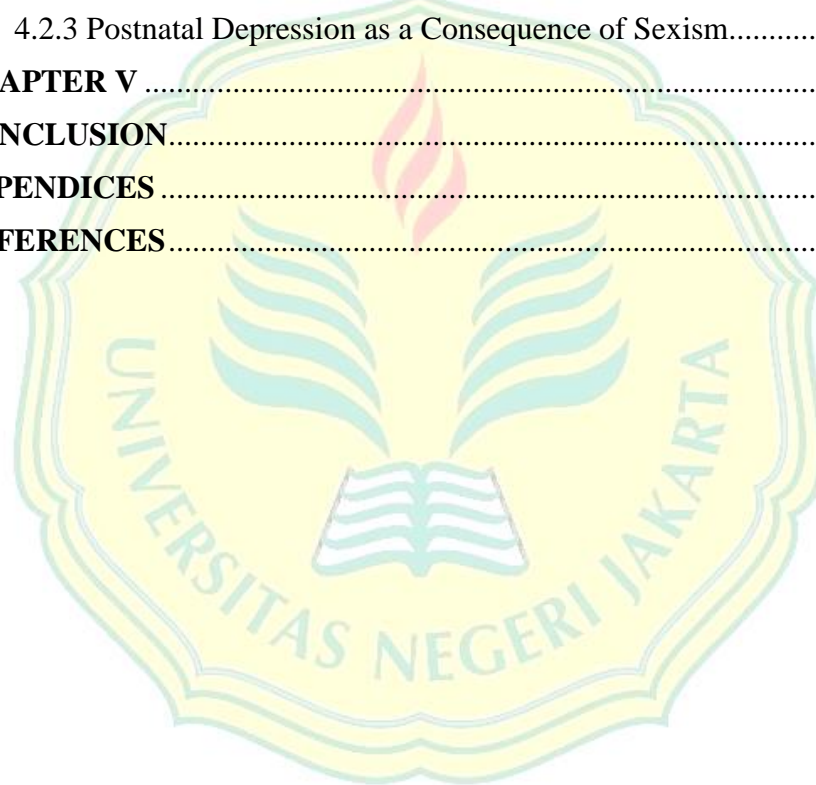 4.2.3 Postnatal Depression as a Consequence of Sexism...........
APTER V ..................................................................................
NCLUSION...............................................................................
PENDICES ................................................................................
FERENCES...............................................................................
UNIVERSITAS NEGERI JAKARTA